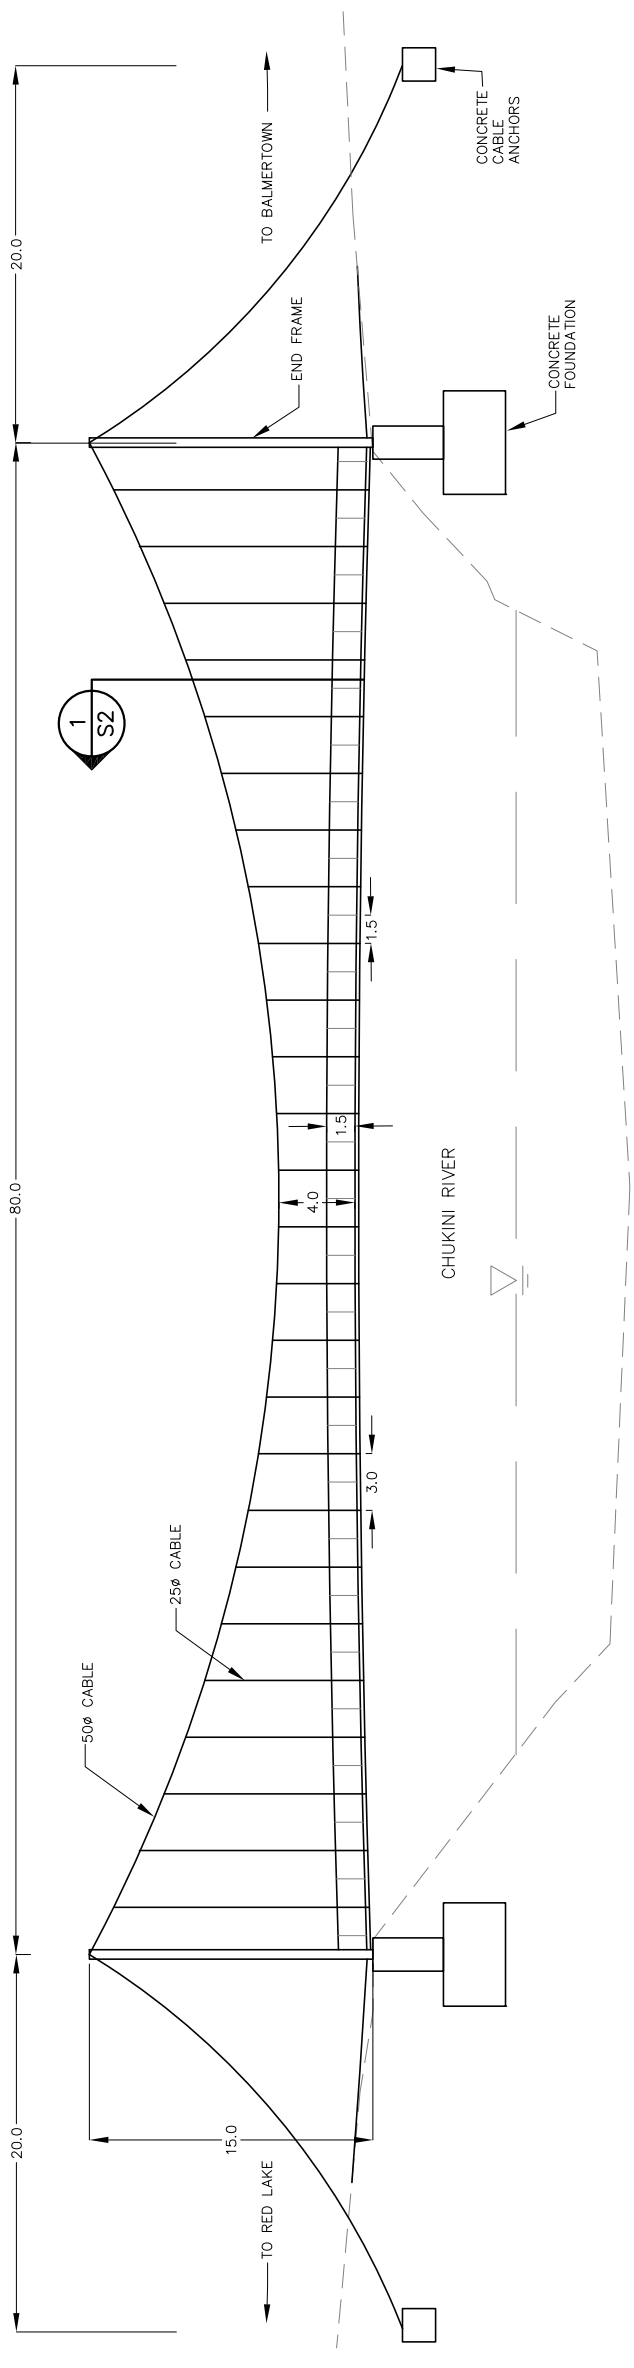 20.0
80.0
20.0
15.0
TO RED LAKE
TO BALMERTOWN
50ø CABLE
25ø CABLE
1
S2
END FRAME
CONCRETE
CABLE
ANCHORS
CONCRETE
FOUNDATION
4.0
1.5
1.5
3.0
CHUKINI RIVER